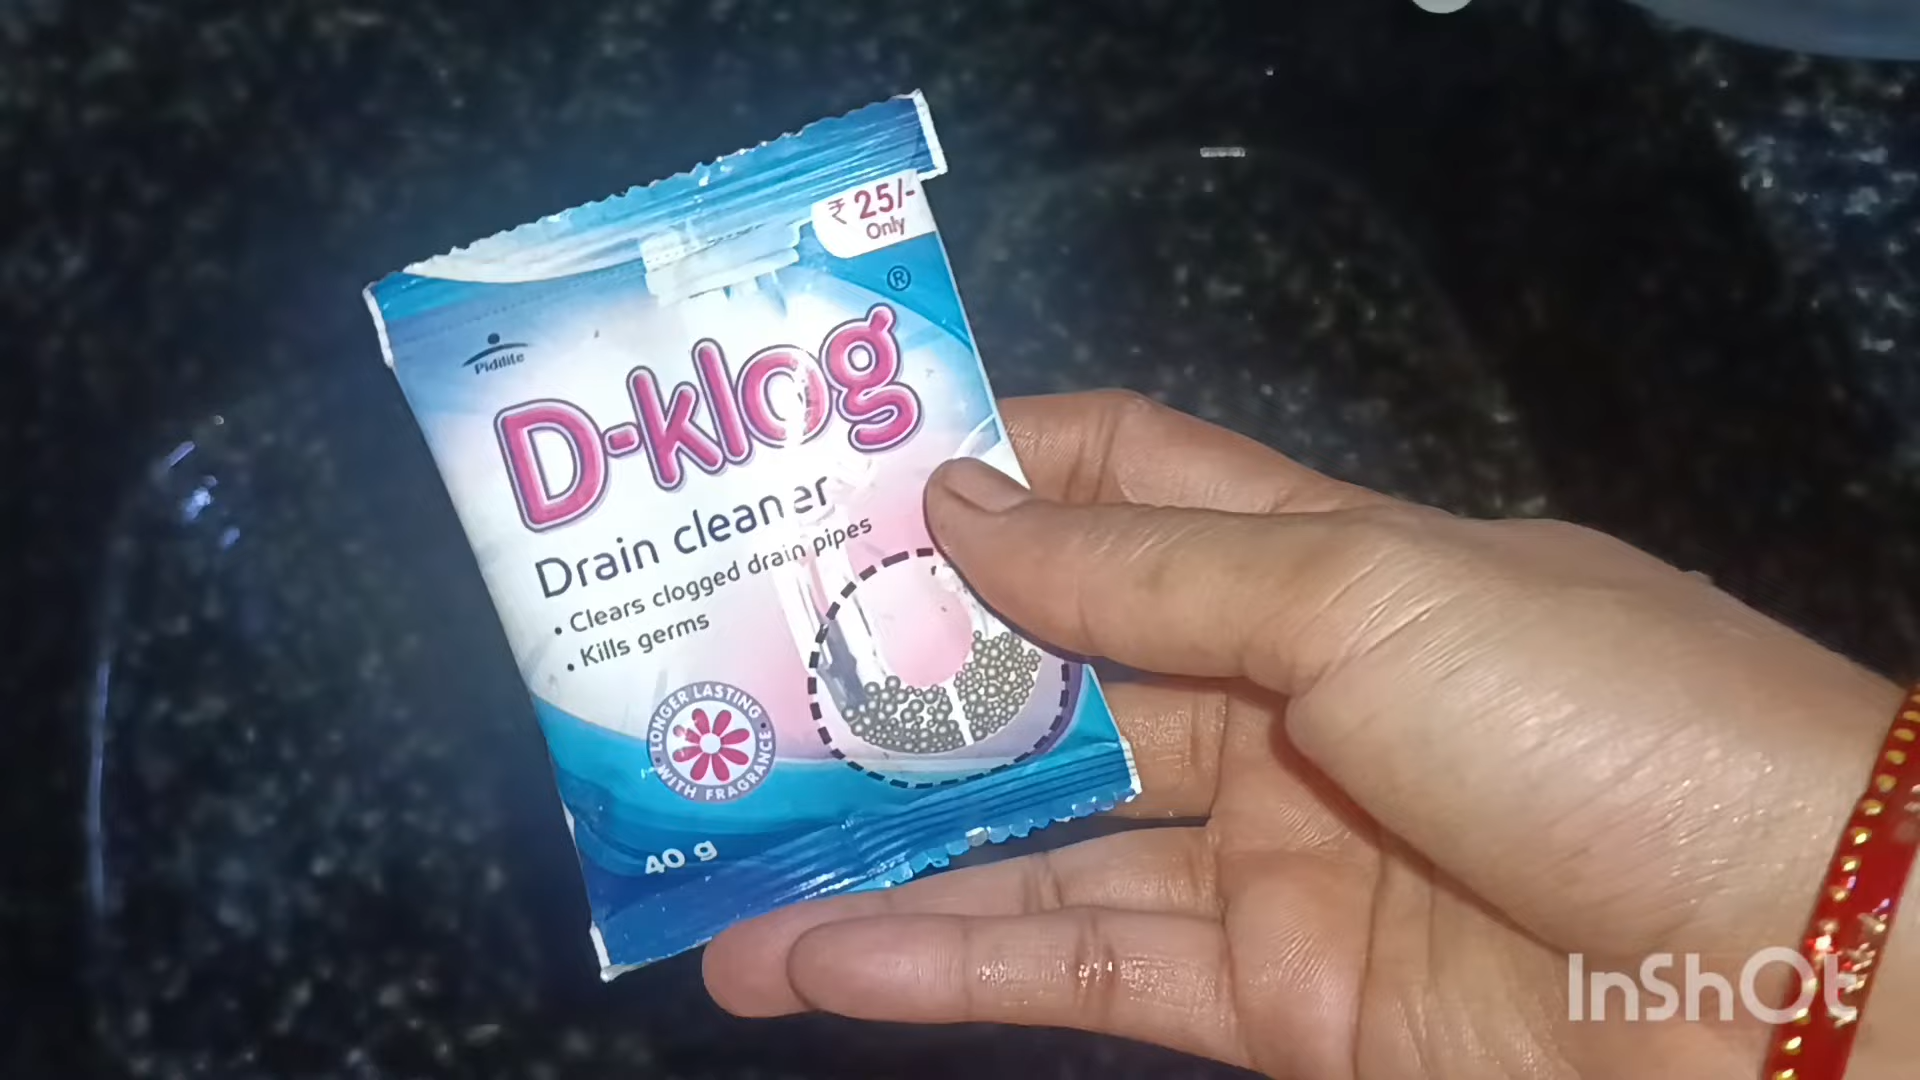 ₹ 25/-
Only
®
Pidilite
D-klog
Drain cleaner
• Clears clogged drain pipes
• Kills germs
• LONGER LASTING •
WITH FRAGRANCE
40 g
InShOt